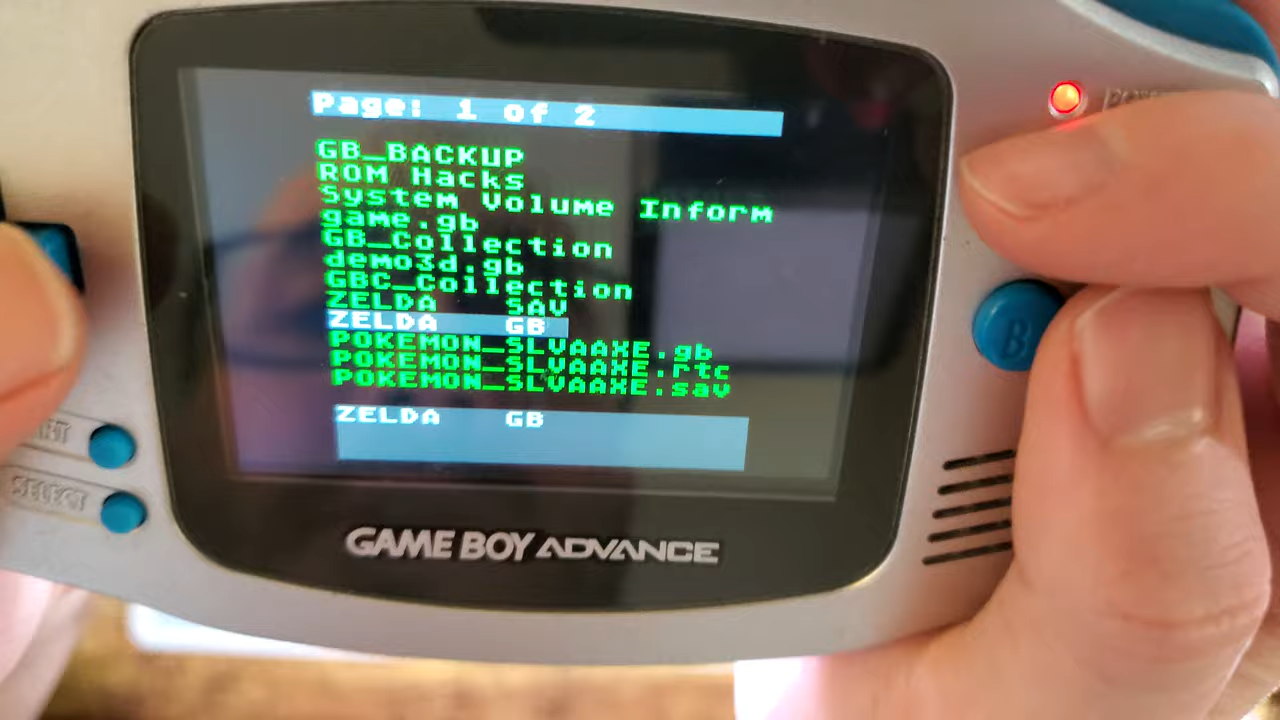 Page: 1 of 2
GB_BACKUP
ROM Hacks
System Volume Inform
game.gb
GB_Collection
demo3d.gb
GBC_Collection
ZELDA    SAV
ZELDA    GB
POKEMON_SLVAAXE.gb
POKEMON_SLVAAXE.rtc
POKEMON_SLVAAXE.sav
ZELDA    GB
B
SELECT
GAME BOY ADVANCE